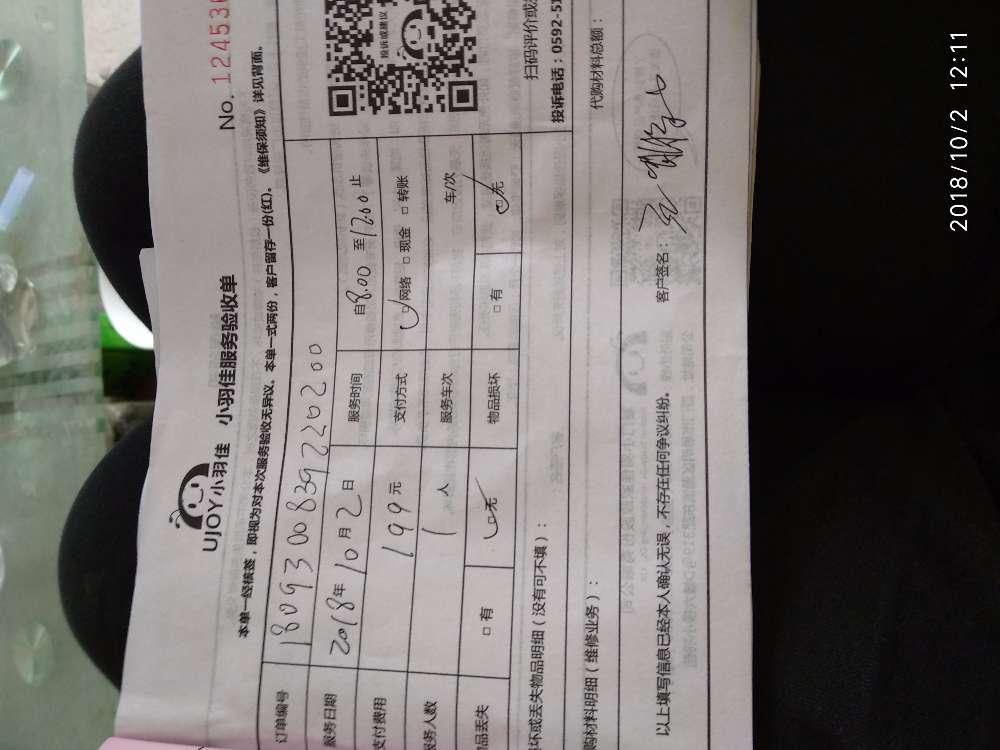 No. 124536
UJOY小羽佳 小羽佳服务验收单
本单一经核签，即视为对本次服务验收无异议。本单一式两份，客户留存一份(红)。《维保须知》详见背面。
订单编号 180930083922202200
服务日期 2018年10月2日 服务时间 自8.00 至12.00止
支付费用 199元 支付方式 □网络 □现金 □转账
服务人数 1人 服务车次 车/次
物品丢失 □有 □无 物品损坏 □有 □无
投诉或建议
坏或丢失物品明细（没有可不填）：
扫码评价或
投诉电话：0592-51
购材料明细（维修业务）：
代购材料总额：
以上填写信息已经本人确认无误，不存在任何争议纠纷。 客户签名：
2018/10/2 12:11